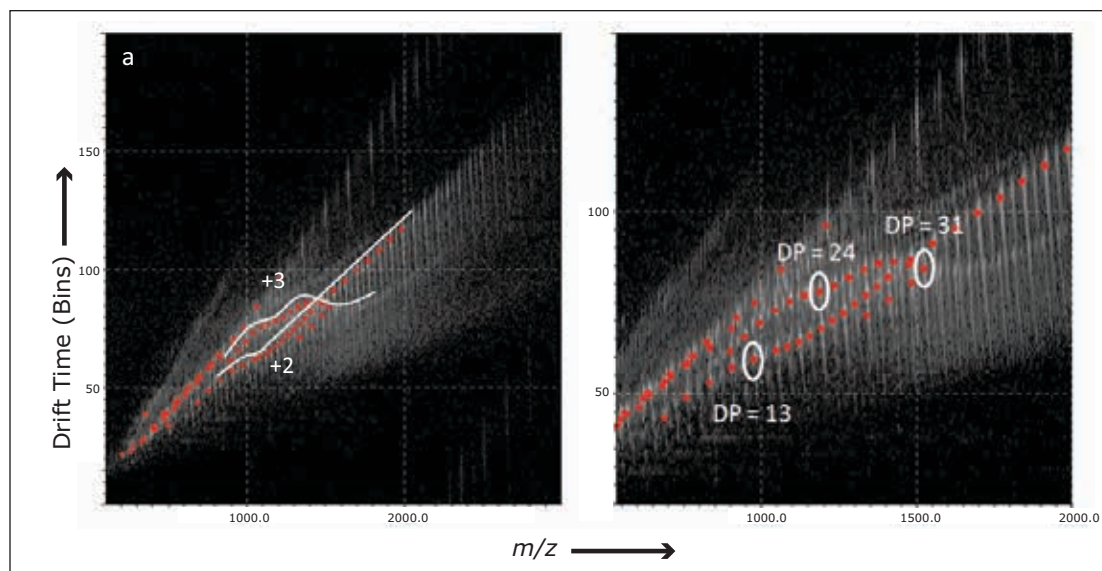 a
150
100
50
+3
+2
1000.0
2000.0
Drift Time (Bins)
100
50
DP = 24
DP = 31
DP = 13
1000.0
1500.0
2000.0
m/z